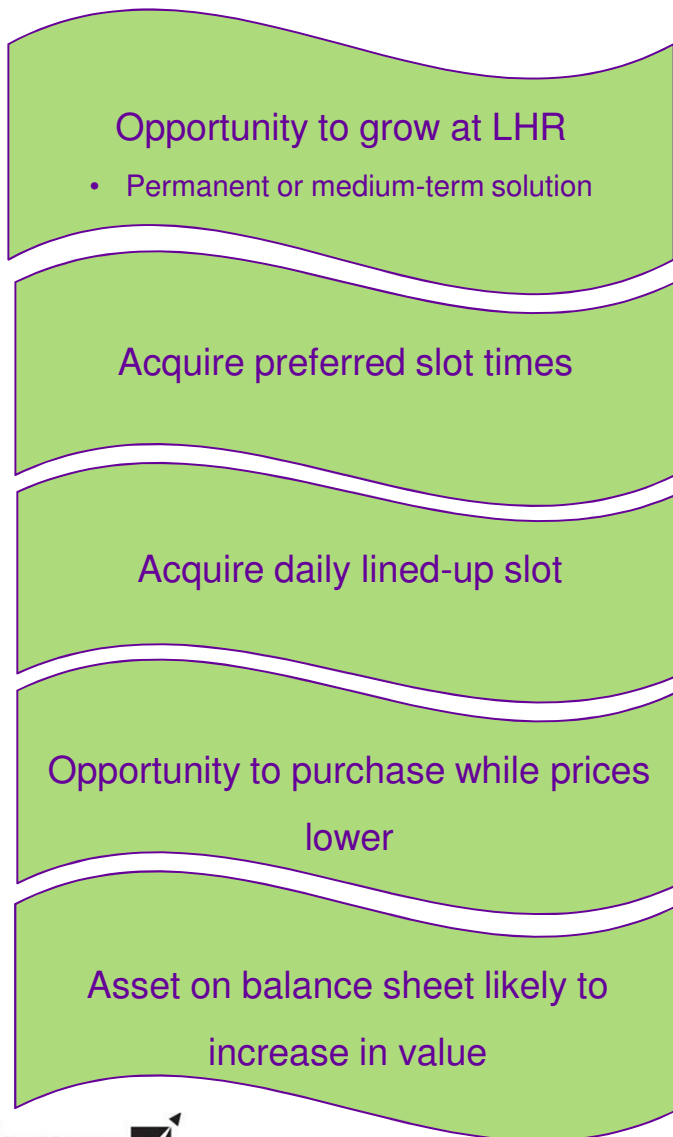 Opportunity to grow at LHR
• Permanent or medium-term solution
Acquire preferred slot times
Acquire daily lined-up slot
Opportunity to purchase while prices
lower
Asset on balance sheet likely to
increase in value